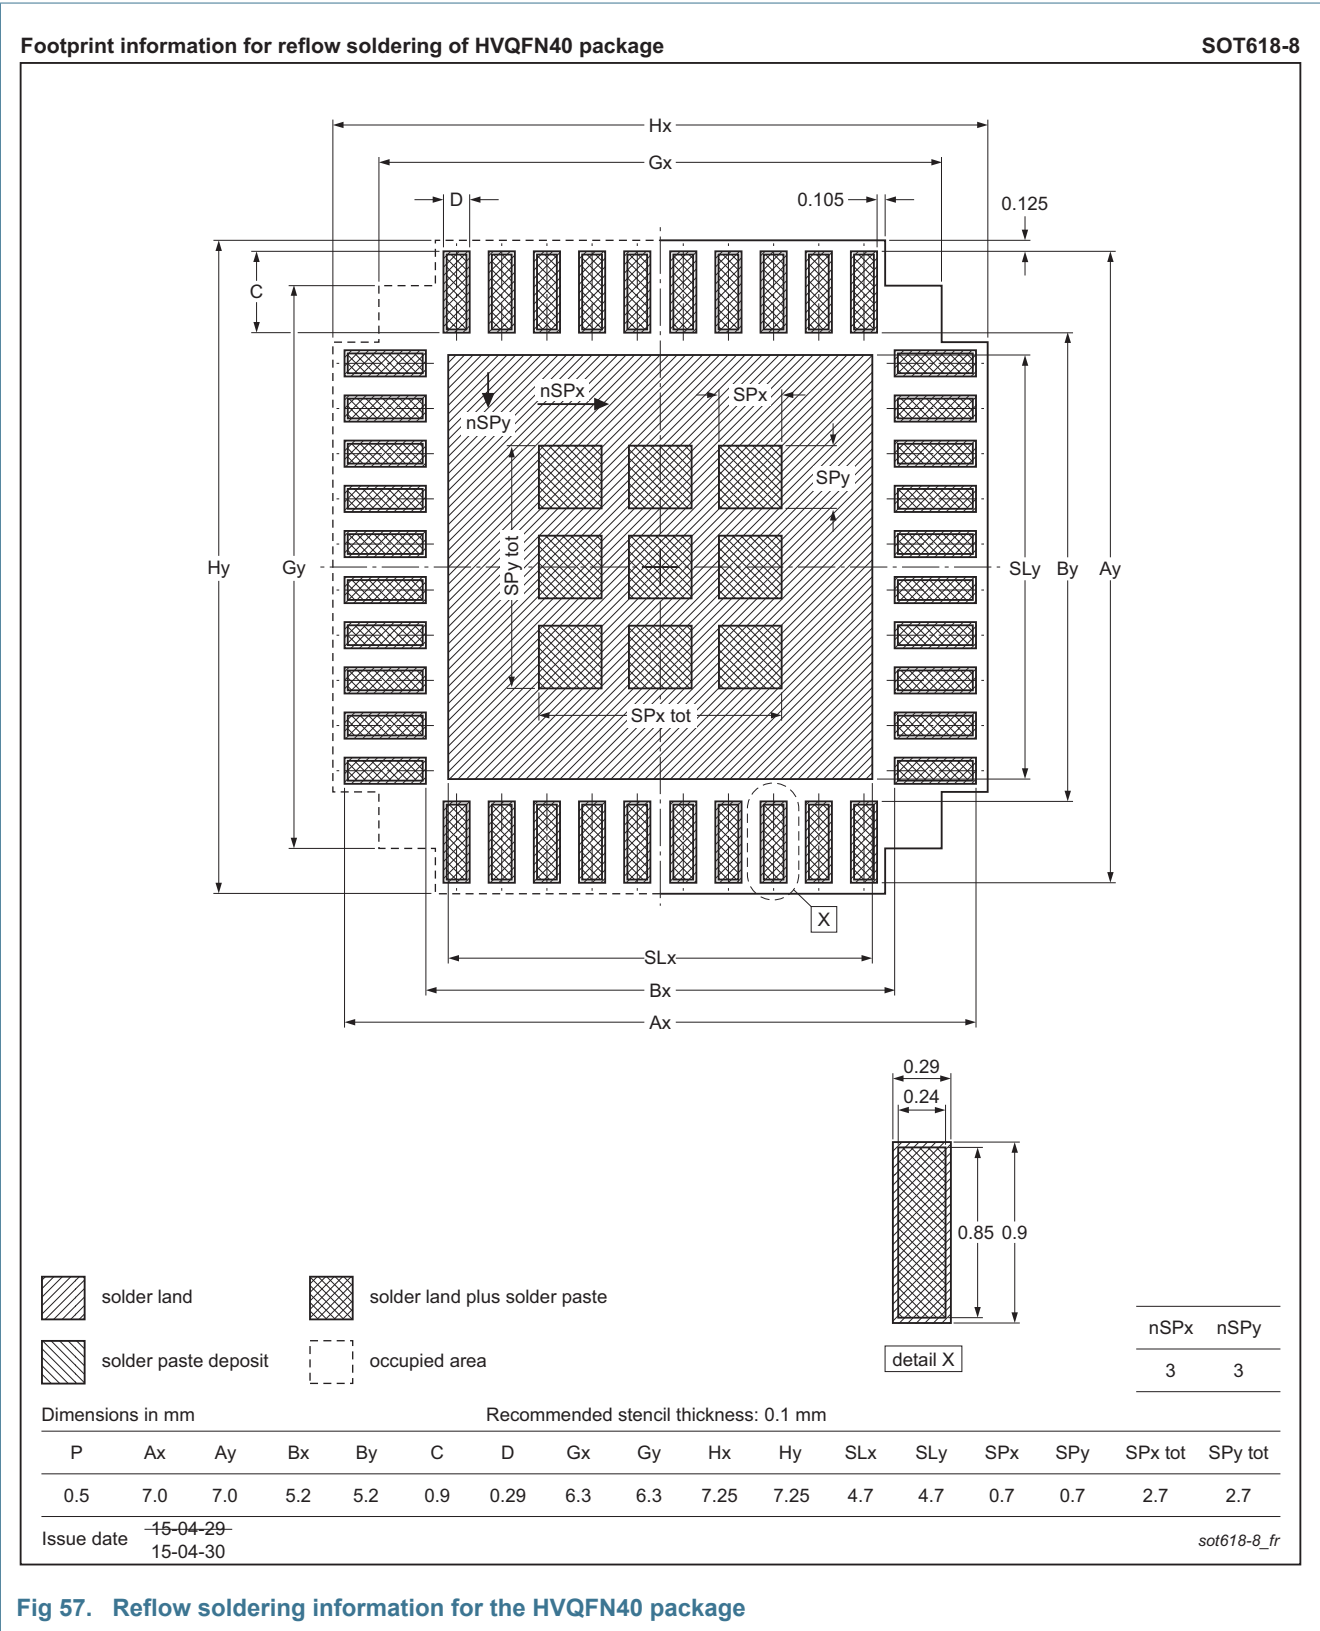 Footprint information for reflow soldering of HVQFN40 package SOT618-8
Hx
Gx
D 0.105 0.125
C
nSPx SPx
nSPy
SPy
SPy tot
Hy Gy SLy By Ay
SPx tot
X
SLx
Bx
Ax
0.29
0.24
0.85 0.9
detail X
solder land solder land plus solder paste
solder paste deposit occupied area
nSPx nSPy
3 3
Dimensions in mm Recommended stencil thickness: 0.1 mm
P Ax Ay Bx By C D Gx Gy Hx Hy SLx SLy SPx SPy SPx tot SPy tot
0.5 7.0 7.0 5.2 5.2 0.9 0.29 6.3 6.3 7.25 7.25 4.7 4.7 0.7 0.7 2.7 2.7
Issue date 15-04-29
15-04-30
sot618-8_fr
Fig 57. Reflow soldering information for the HVQFN40 package